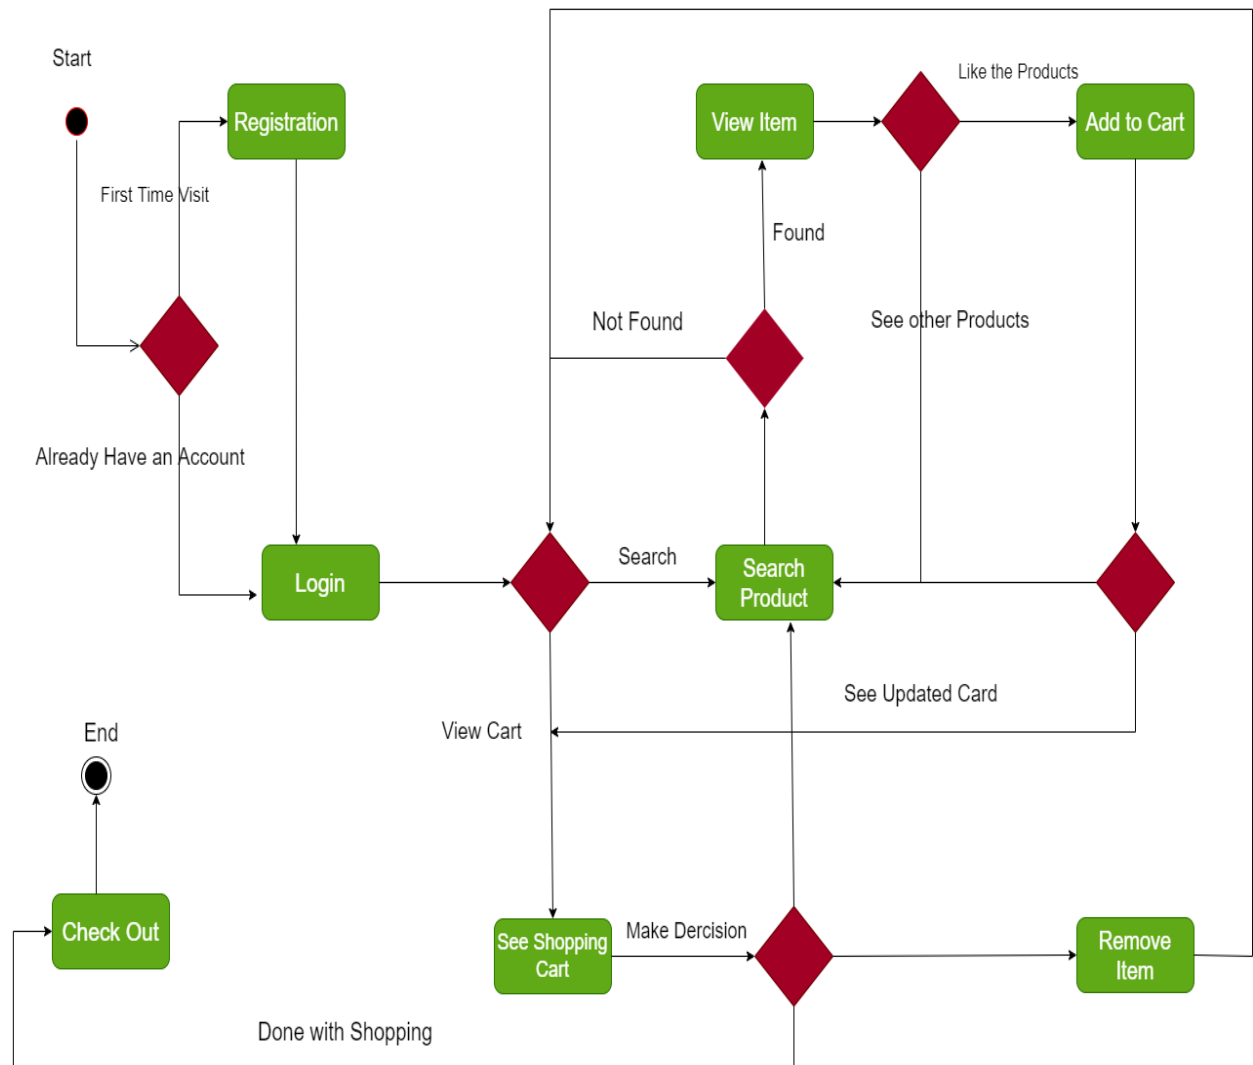 Start
Registration
First Time Visit
Already Have an Account
Login
View Item
Like the Products
Add to Cart
Found
Not Found
See other Products
Search
Search
Product
See Updated Card
View Cart
End
Check Out
See Shopping
Cart
Make Dercision
Remove
Item
Done with Shopping